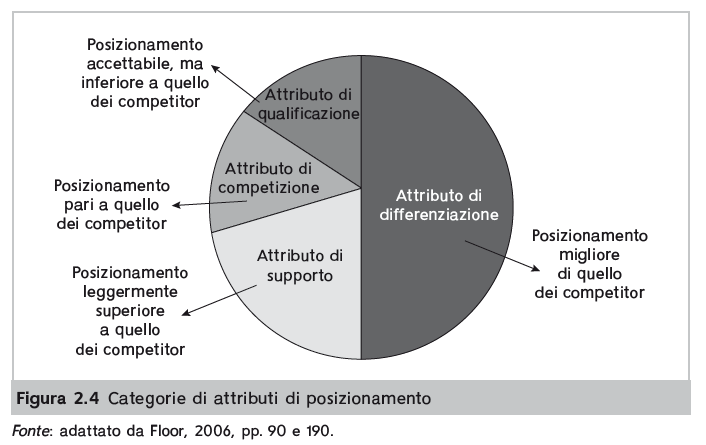 Posizionamento
accettabile, ma
inferiore a quello
dei competitor
Attributo di
qualificazione
Attributo di
competizione
Posizionamento
pari a quello
dei competitor
Attributo di
differenziazione
Attributo di
supporto
Posizionamento
migliore
di quello
dei competitor
Posizionamento
leggermente
superiore
a quello
dei competitor
Figura 2.4 Categorie di attributi di posizionamento
Fonte: adattato da Floor, 2006, pp. 90 e 190.